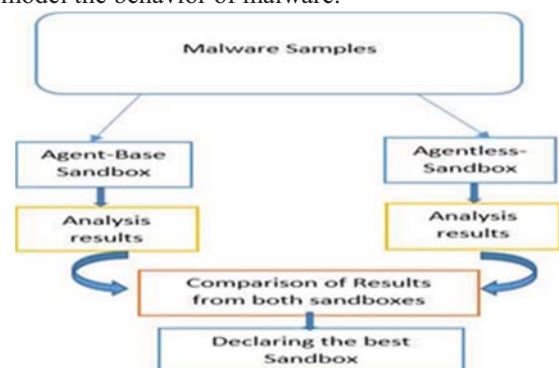 model the behavior of malware.
Malware Samples
Agent-Base
Sandbox
Agentless-
Sandbox
Analysis
results
Analysis
results
Comparison of Results
from both sandboxes
Declaring the best
Sandbox